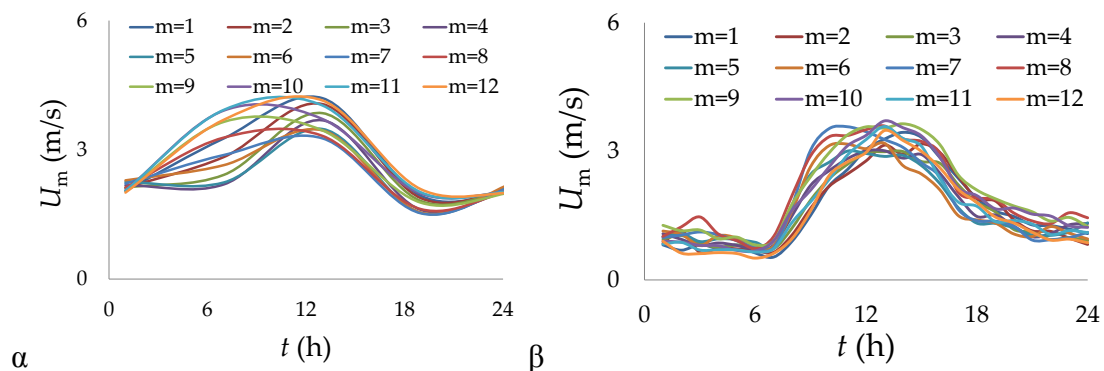 6
m=1 m=2 m=3 m=4
m=5 m=6 m=7 m=8
m=9 m=10 m=11 m=12
3
0
0 6 12 18 24
U_m (m/s)
t (h)
α
6
m=1 m=2 m=3 m=4
m=5 m=6 m=7 m=8
m=9 m=10 m=11 m=12
3
0
0 6 12 18 24
U_m (m/s)
t (h)
β